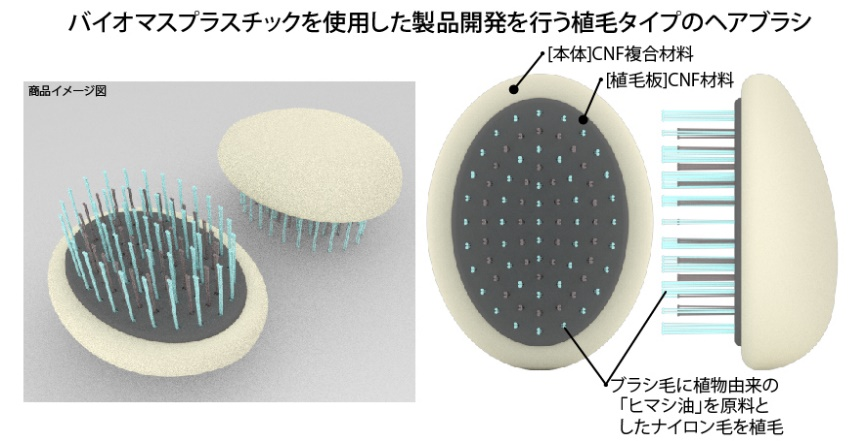 バイオマスプラスチックを使用した製品開発を行う植毛タイプのヘアブラシ
商品イメージ図
[本体]CNF複合材料
[植毛板]CNF材料
ブラシ毛に植物由来の
「ヒマシ油」を原料と
したナイロン毛を植毛